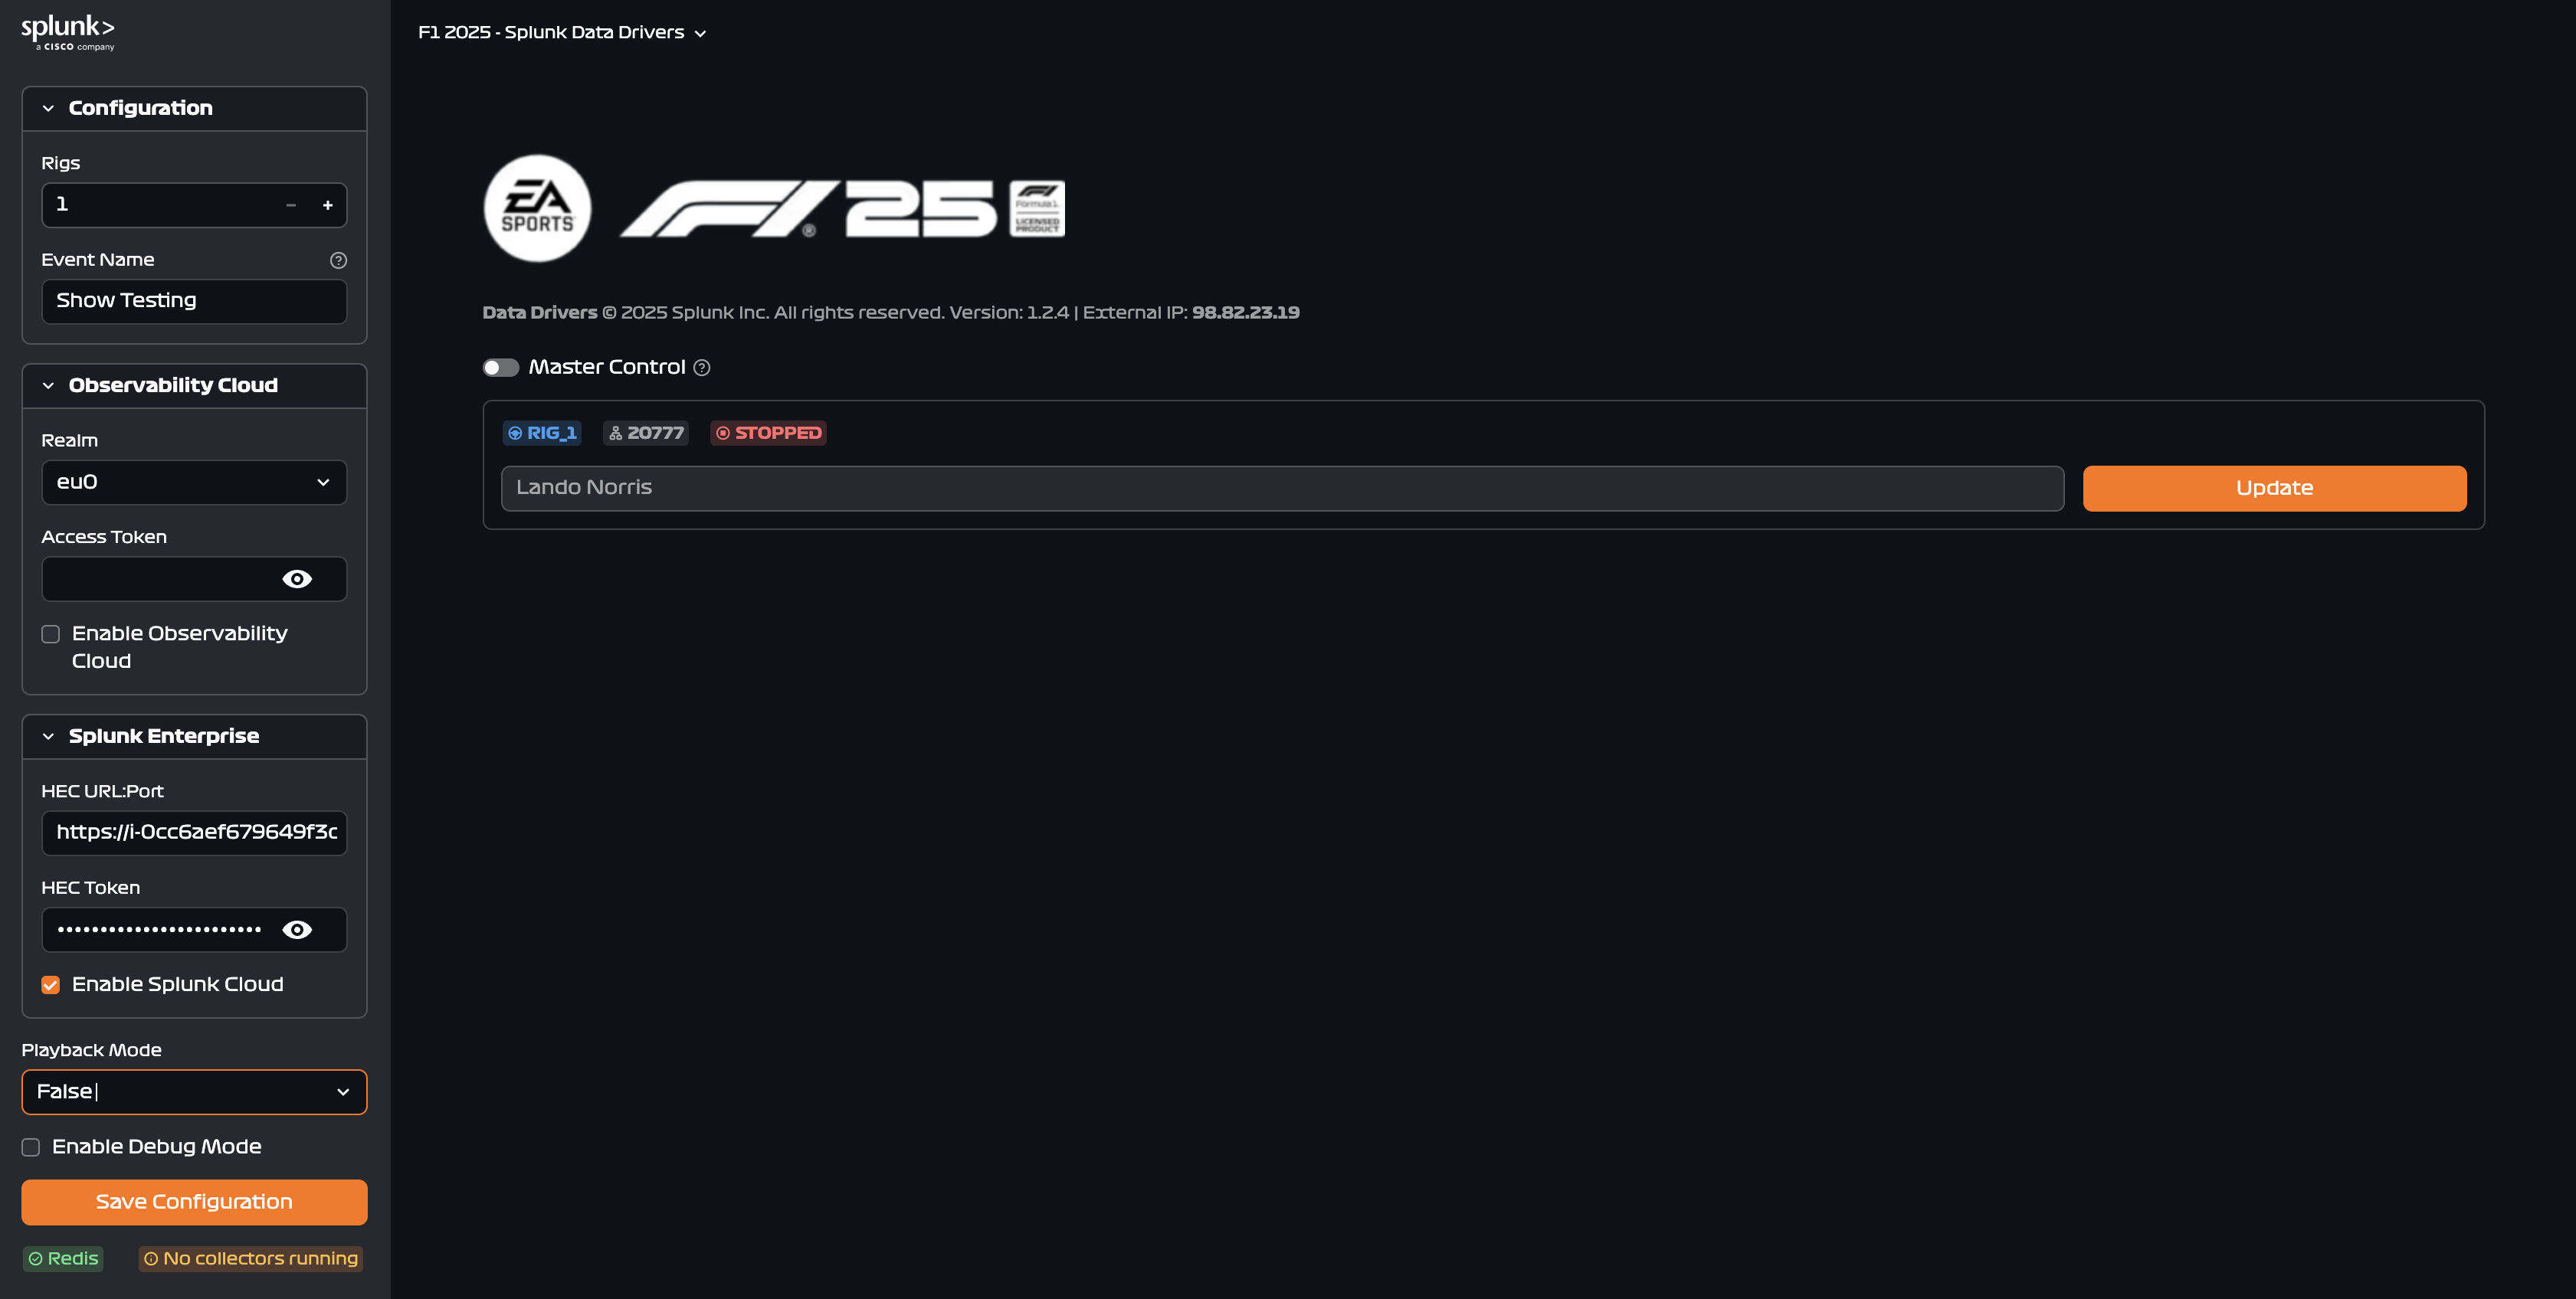 splunk>
a CISCO company
Configuration
Rigs
1
Event Name
Show Testing
Observability Cloud
Realm
eu0
Access Token
Enable Observability
Cloud
Splunk Enterprise
HEC URL:Port
https://i-0cc6aef679649f3c
HEC Token
Enable Splunk Cloud
Playback Mode
False
Enable Debug Mode
Save Configuration
Redis
No collectors running
F1 2025 - Splunk Data Drivers
EA
SPORTS
F1® 25
F1
Formula 1
LICENSED
PRODUCT
Data Drivers © 2025 Splunk Inc. All rights reserved. Version: 1.2.4 | External IP: 98.82.23.19
Master Control
RIG_1 20777 STOPPED
Lando Norris
Update